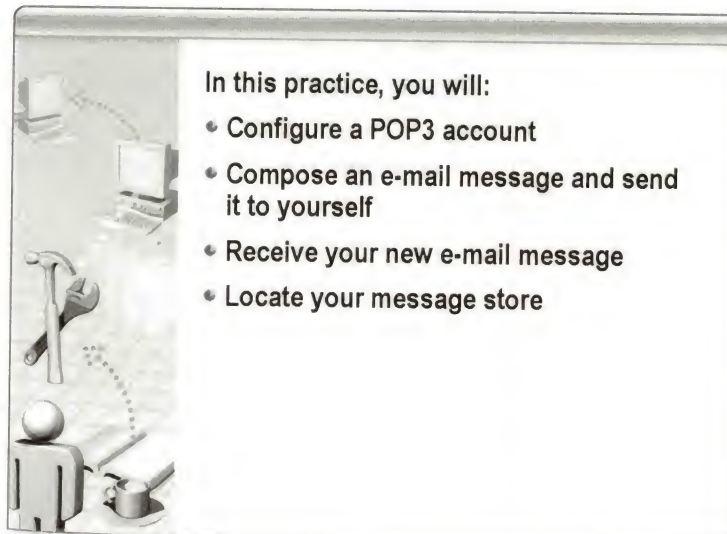 In this practice, you will:
Configure a POP3 account
Compose an e-mail message and send
it to yourself
Receive your new e-mail message
Locate your message store